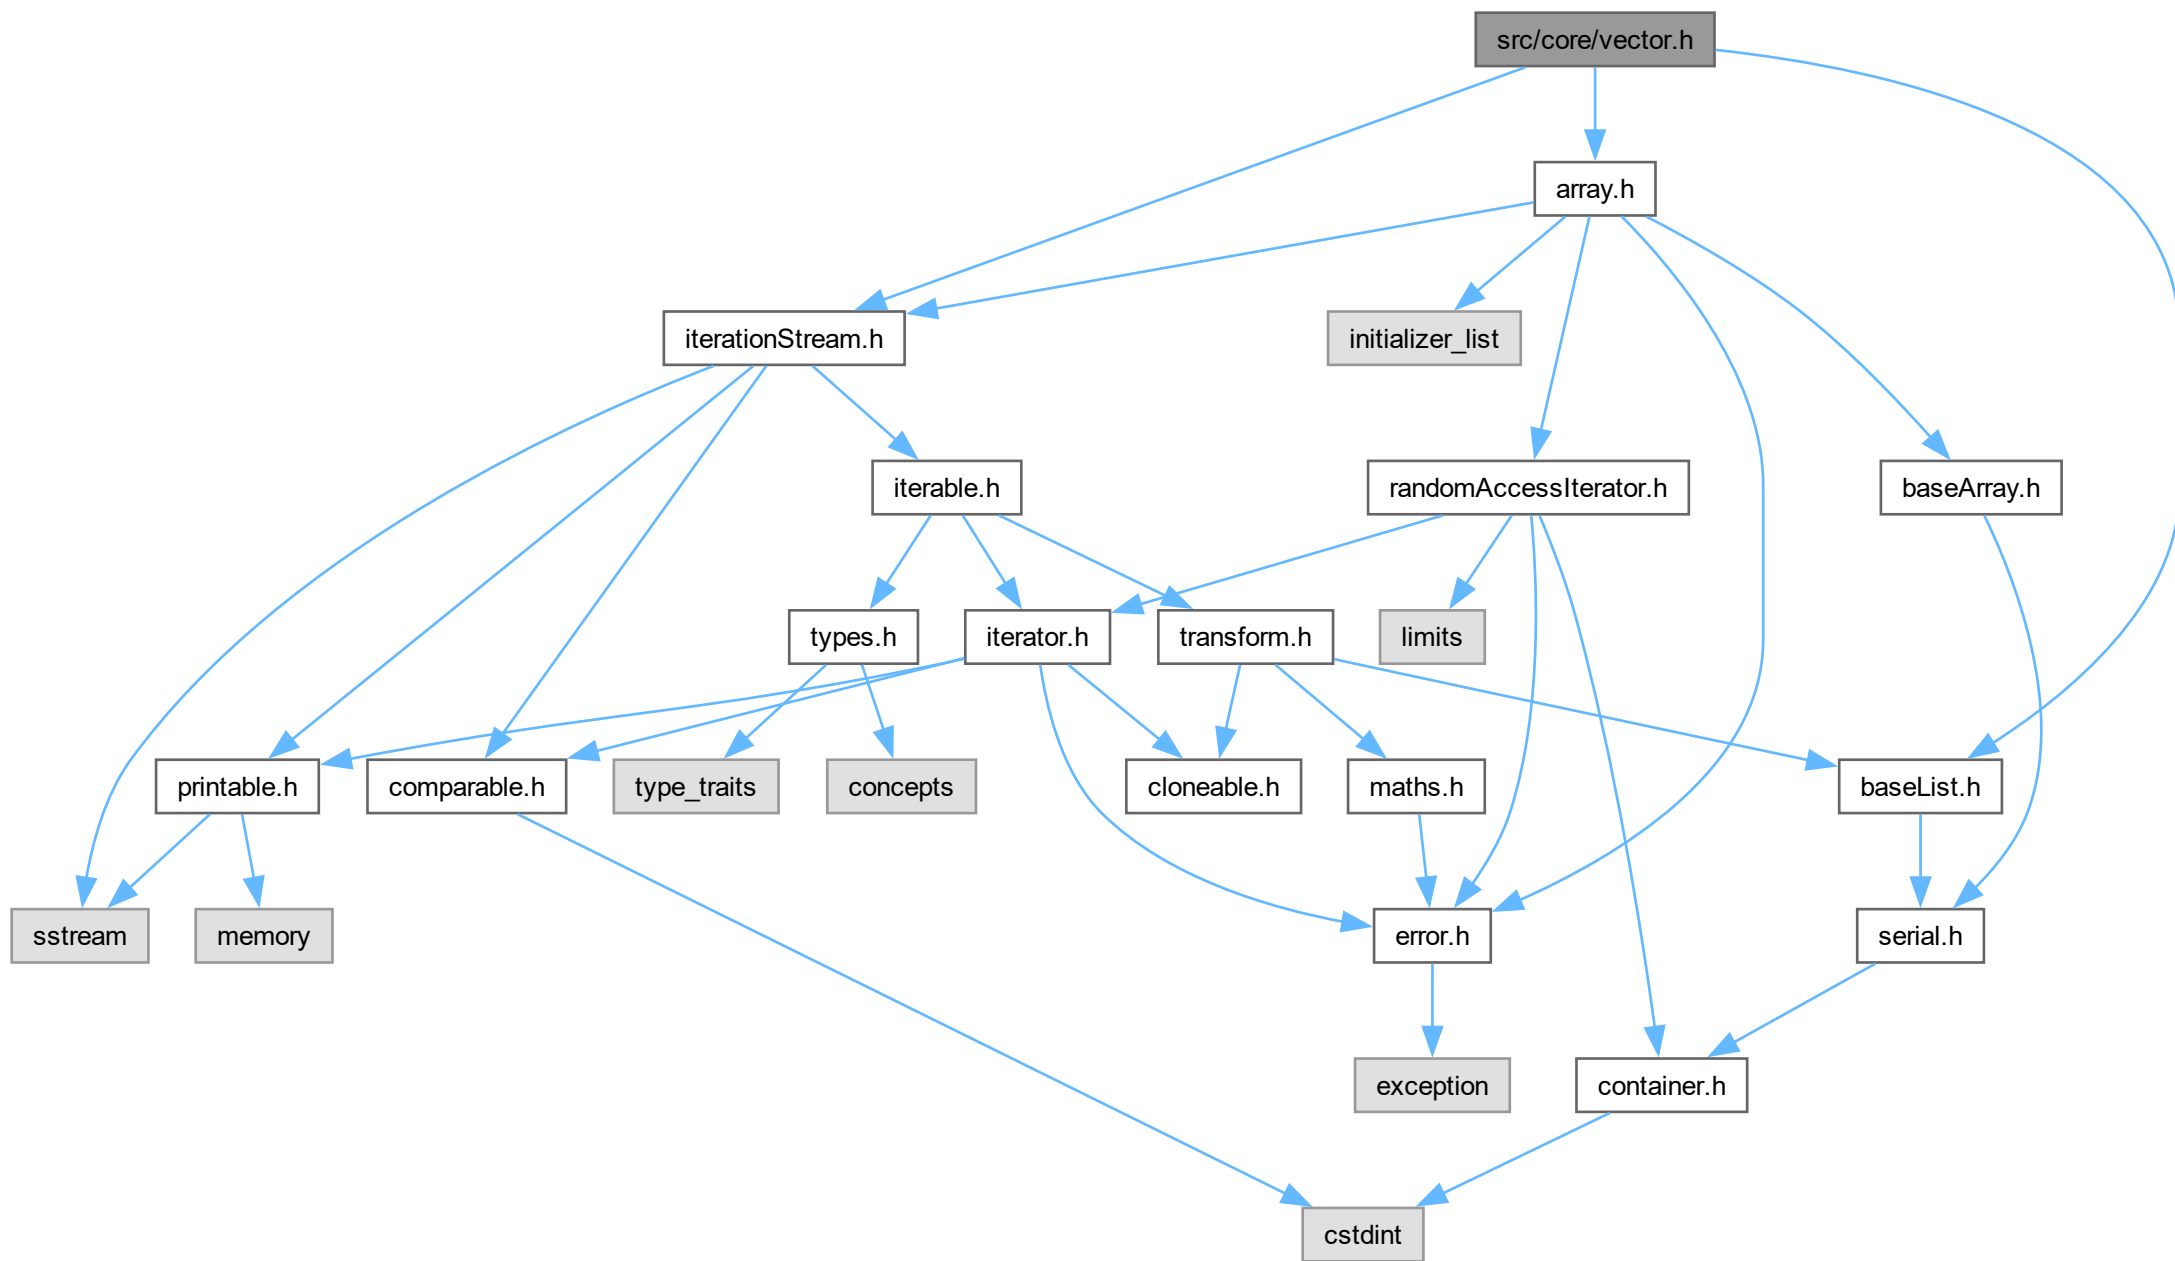 src/core/vector.h
array.h
iterationStream.h
initializer_list
iterable.h
randomAccessIterator.h
baseArray.h
types.h
iterator.h
transform.h
limits
printable.h
comparable.h
type_traits
concepts
cloneable.h
maths.h
baseList.h
sstream
memory
error.h
serial.h
exception
container.h
cstdint